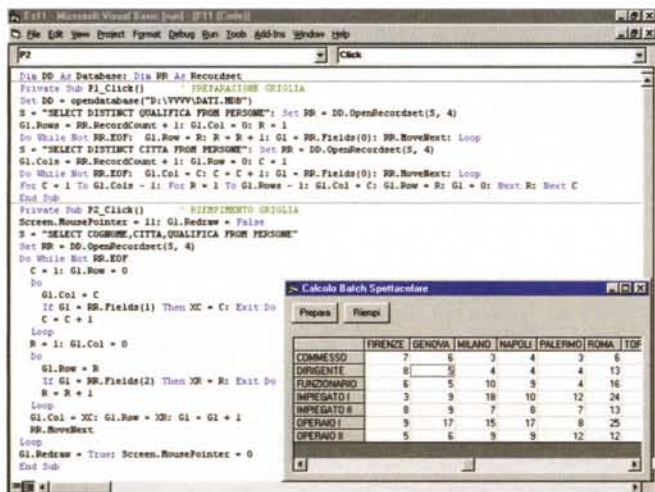 Es11 - Microsoft Visual Basic [run] - [F11 (Code)]
File Edit View Project Format Debug Run Tools Add-Ins Window Help
P2 Click
Dim DD As Database: Dim RR As Recordset
Private Sub P1_Click() ' PREPARAZIONE GRIGLIA
Set DD = opendatabase("D:\VVVV\DATI.MDB")
S = "SELECT DISTINCT QUALIFICA FROM PERSONE": Set RR = DD.OpenRecordset(S, 4)
G1.Rows = RR.RecordCount + 1: G1.Col = 0: R = 1
Do While Not RR.EOF: G1.Row = R: R = R + 1: G1 = RR.Fields(0): RR.MoveNext: Loop
S = "SELECT DISTINCT CITTA FROM PERSONE": Set RR = DD.OpenRecordset(S, 4)
G1.Cols = RR.RecordCount + 1: G1.Row = 0: C = 1
Do While Not RR.EOF: G1.Col = C: C = C + 1: G1 = RR.Fields(0): RR.MoveNext: Loop
For C = 1 To G1.Cols - 1: For R = 1 To G1.Rows - 1: G1.Col = C: G1.Row = R: G1 = 0: Next R: Next C
End Sub
Private Sub P2_Click() ' RIEMPIMENTO GRIGLIA
Screen.MousePointer = 11: G1.Redraw = False
S = "SELECT COGNOME,CITTA,QUALIFICA FROM PERSONE"
Set RR = DD.OpenRecordset(S, 4)
Do While Not RR.EOF
C = 1: G1.Row = 0
Do
G1.Col = C
If G1 = RR.Fields(1) Then XC = C: Exit Do
C = C + 1
Loop
R = 1: G1.Col = 0
Do
G1.Row = R
If G1 = RR.Fields(2) Then XR = R: Exit Do
R = R + 1
Loop
G1.Col = XC: G1.Row = XR: G1 = G1 + 1
RR.MoveNext
Loop
G1.Redraw = True: Screen.MousePointer = 0
End Sub
Calcolo Batch Spettacolare
Prepara Riempi
FIRENZE GENOVA MILANO NAPOLI PALERMO ROMA TOR
COMMESSO 7 6 3 4 3 6
DIRIGENTE 8 5 4 4 4 13
FUNZIONARIO 6 5 10 9 4 16
IMPIEGATO I 3 9 18 10 12 24
IMPIEGATO II 8 9 7 8 7 13
OPERAIO I 9 17 15 17 8 25
OPERAIO II 5 6 9 9 12 12